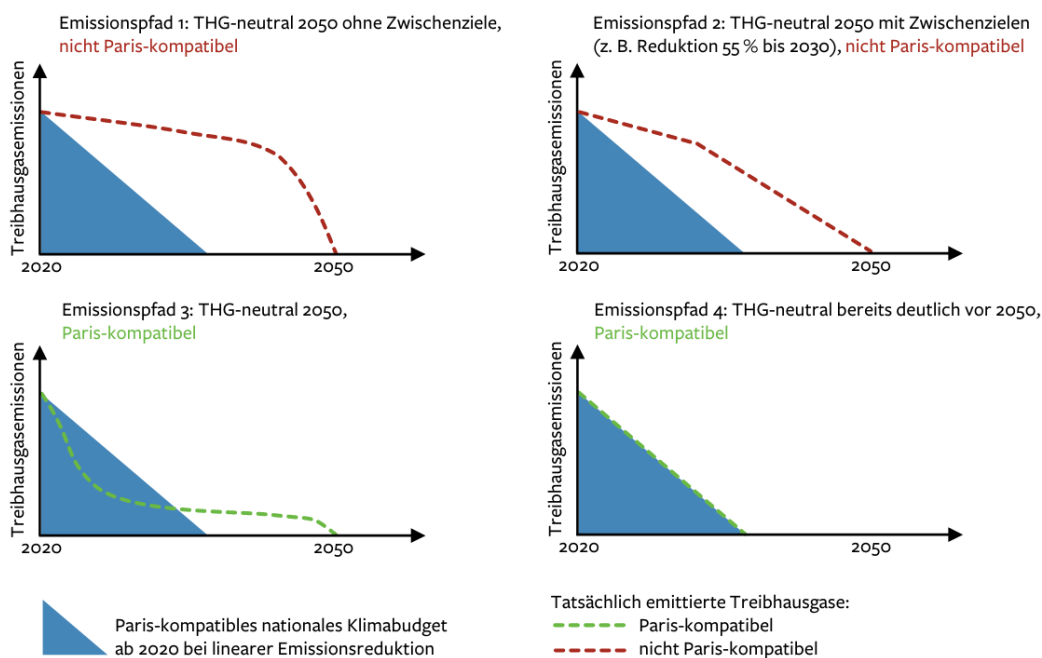 Emissionspfad 1: THG-neutral 2050 ohne Zwischenziele,
nicht Paris-kompatibel
Treibhausgasemissionen
2020
2050
Emissionspfad 2: THG-neutral 2050 mit Zwischenzielen
(z. B. Reduktion 55 % bis 2030), nicht Paris-kompatibel
Treibhausgasemissionen
2020
2050
Emissionspfad 3: THG-neutral 2050,
Paris-kompatibel
Treibhausgasemissionen
2020
2050
Emissionspfad 4: THG-neutral bereits deutlich vor 2050,
Paris-kompatibel
Treibhausgasemissionen
2020
2050
Paris-kompatibles nationales Klimabudget
ab 2020 bei linearer Emissionsreduktion
Tatsächlich emittierte Treibhausgase:
Paris-kompatibel
nicht Paris-kompatibel